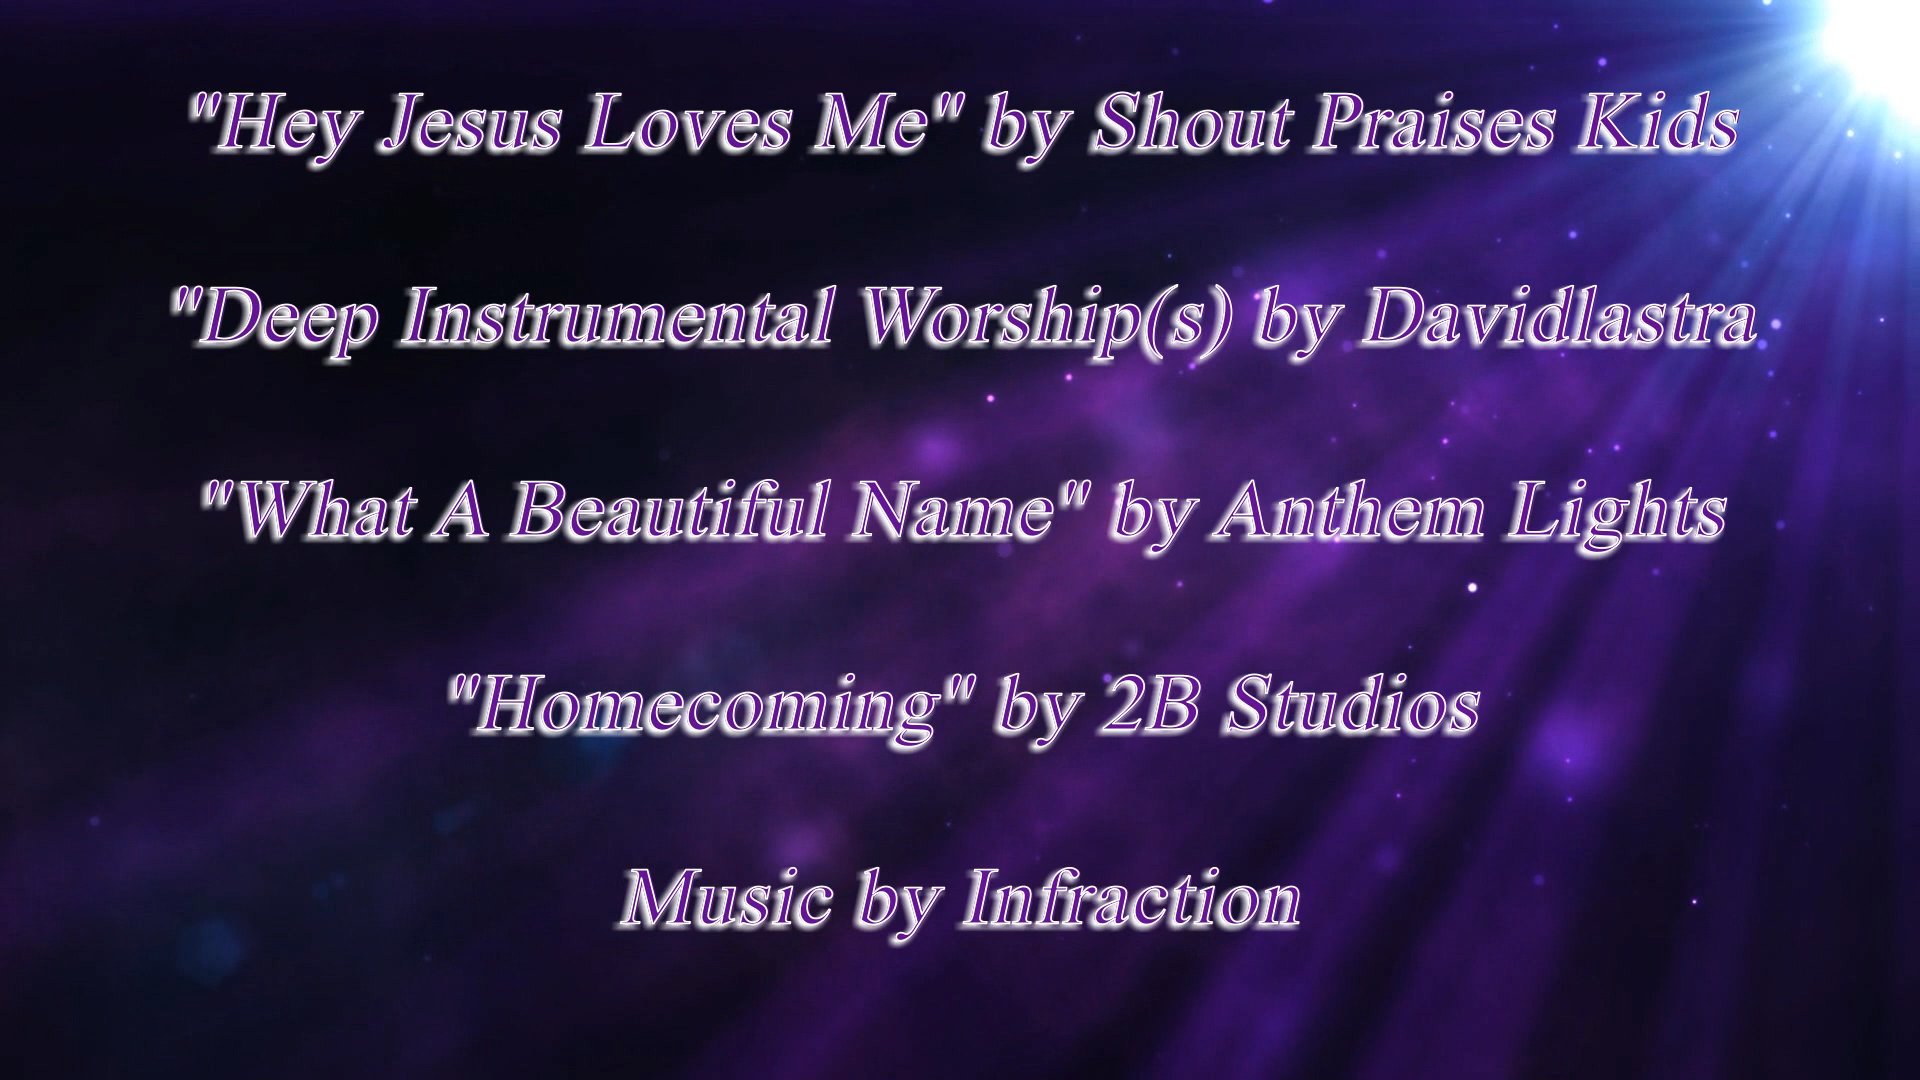 "Hey Jesus Loves Me" by Shout Praises Kids
"Deep Instrumental Worship(s) by Davidlastra
"What A Beautiful Name" by Anthem Lights
"Homecoming" by 2B Studios
Music by Infraction